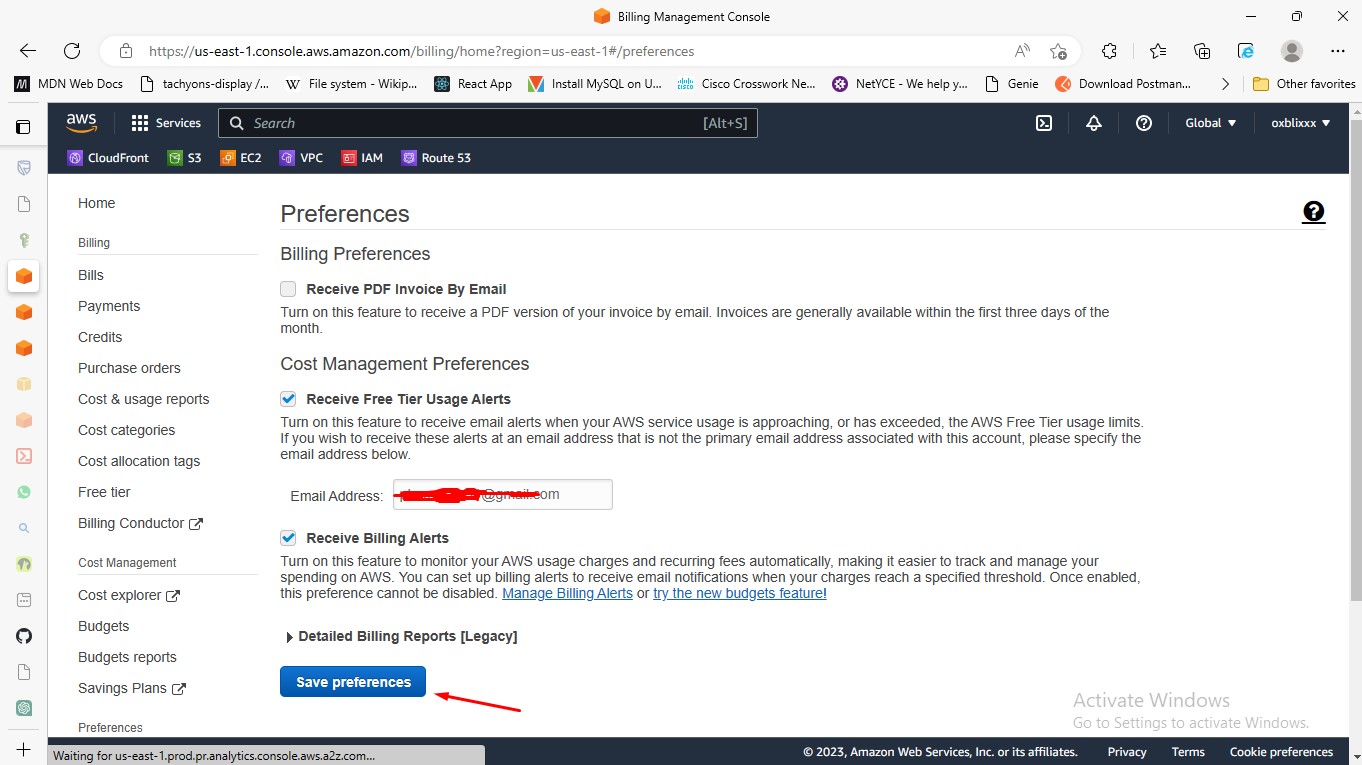 Billing Management Console
https://us-east-1.console.aws.amazon.com/billing/home?region=us-east-1#/preferences
MDN Web Docs
tachyons-display /...
File system - Wikip...
React App
Install MySQL on U...
Cisco Crosswork Ne...
NetYCE - We help y...
Genie
Download Postman...
Other favorites
aws
Services
Search
[Alt+S]
Global
oxblixxx
CloudFront
S3
EC2
VPC
IAM
Route 53
Home
Billing
Bills
Payments
Credits
Purchase orders
Cost & usage reports
Cost categories
Cost allocation tags
Free tier
Billing Conductor
Cost Management
Cost explorer
Budgets
Budgets reports
Savings Plans
Preferences
Preferences
Billing Preferences
Receive PDF Invoice By Email
Turn on this feature to receive a PDF version of your invoice by email. Invoices are generally available within the first three days of the
month.
Cost Management Preferences
Receive Free Tier Usage Alerts
Turn on this feature to receive email alerts when your AWS service usage is approaching, or has exceeded, the AWS Free Tier usage limits.
If you wish to receive these alerts at an email address that is not the primary email address associated with this account, please specify the
email address below.
Email Address:
@gmail.com
Receive Billing Alerts
Turn on this feature to monitor your AWS usage charges and recurring fees automatically, making it easier to track and manage your
spending on AWS. You can set up billing alerts to receive email notifications when your charges reach a specified threshold. Once enabled,
this preference cannot be disabled. Manage Billing Alerts or try the new budgets feature!
Detailed Billing Reports [Legacy]
Save preferences
Activate Windows
Go to Settings to activate Windows.
Waiting for us-east-1.prod.pr.analytics.console.aws.a2z.com...
© 2023, Amazon Web Services, Inc. or its affiliates.
Privacy
Terms
Cookie preferences